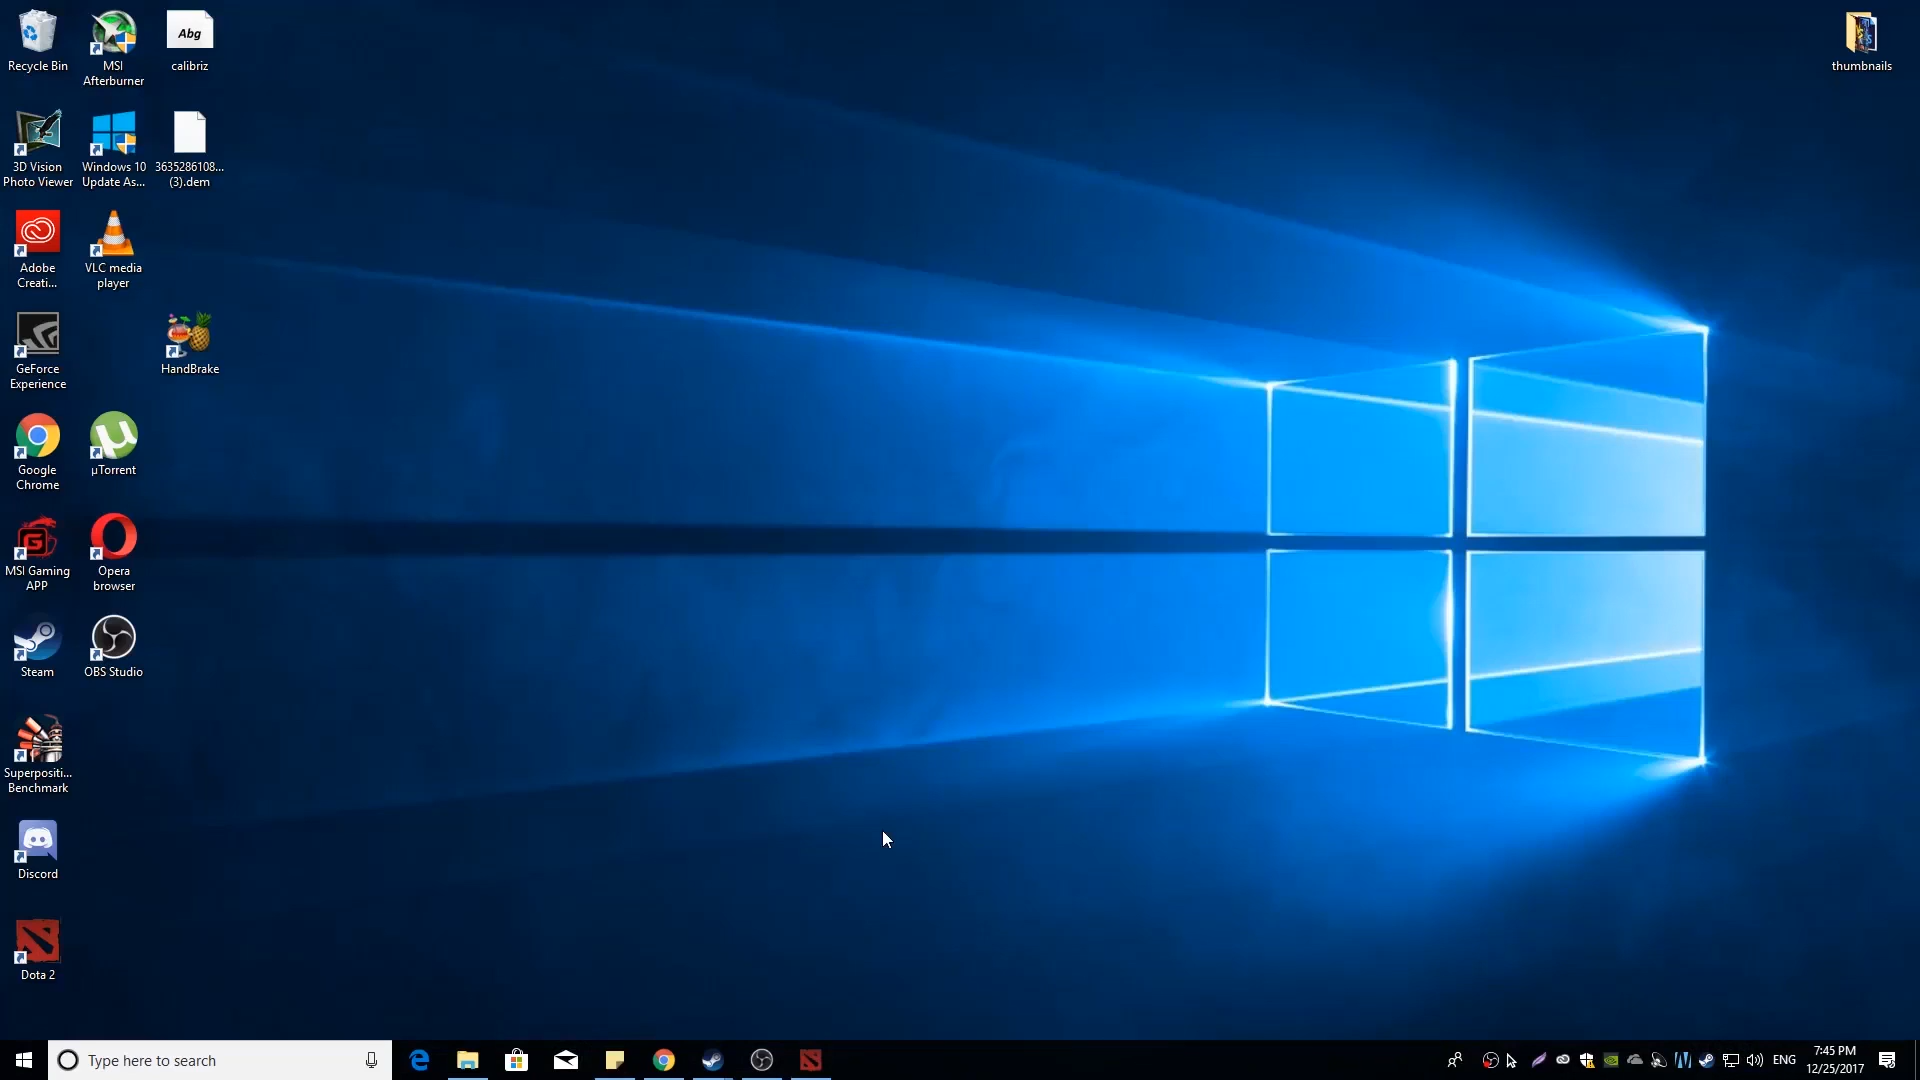 Recycle Bin
MSI
Afterburner
Abg
calibriz
thumbnails
3D Vision
Photo Viewer
Windows 10
Update As...
3635286108...
(3).dem
Adobe
Creati...
VLC media
player
GeForce
Experience
HandBrake
Google
Chrome
µTorrent
MSI Gaming
APP
Opera
browser
Steam
OBS Studio
Superpositi...
Benchmark
Discord
Dota 2
Type here to search
ENG
7:45 PM
12/25/2017